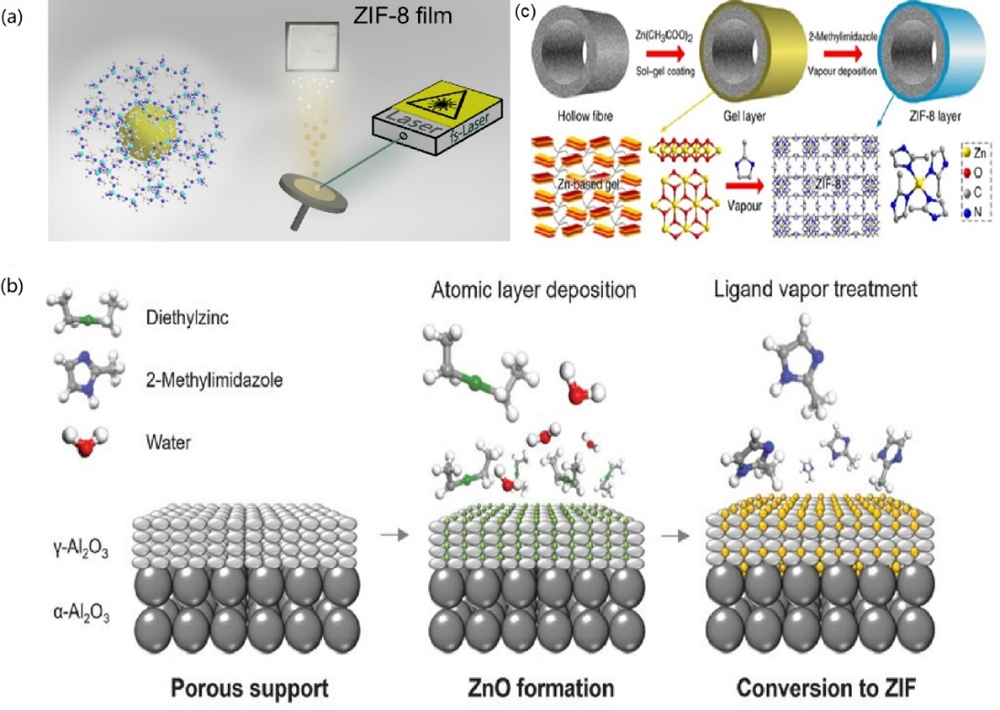 (a)
ZIF-8 film
Laser
fs-Laser
(c)
Zn(CH3COO)2
Sol–gel coating
2-Methylimidazole
Vapour deposition
Hollow fibre
Gel layer
ZIF-8 layer
Zn-based gel
Vapour
ZIF-8
Zn
O
C
N
(b)
Diethylzinc
2-Methylimidazole
Water
Atomic layer deposition
Ligand vapor treatment
γ-Al₂O₃
α-Al₂O₃
Porous support
ZnO formation
Conversion to ZIF